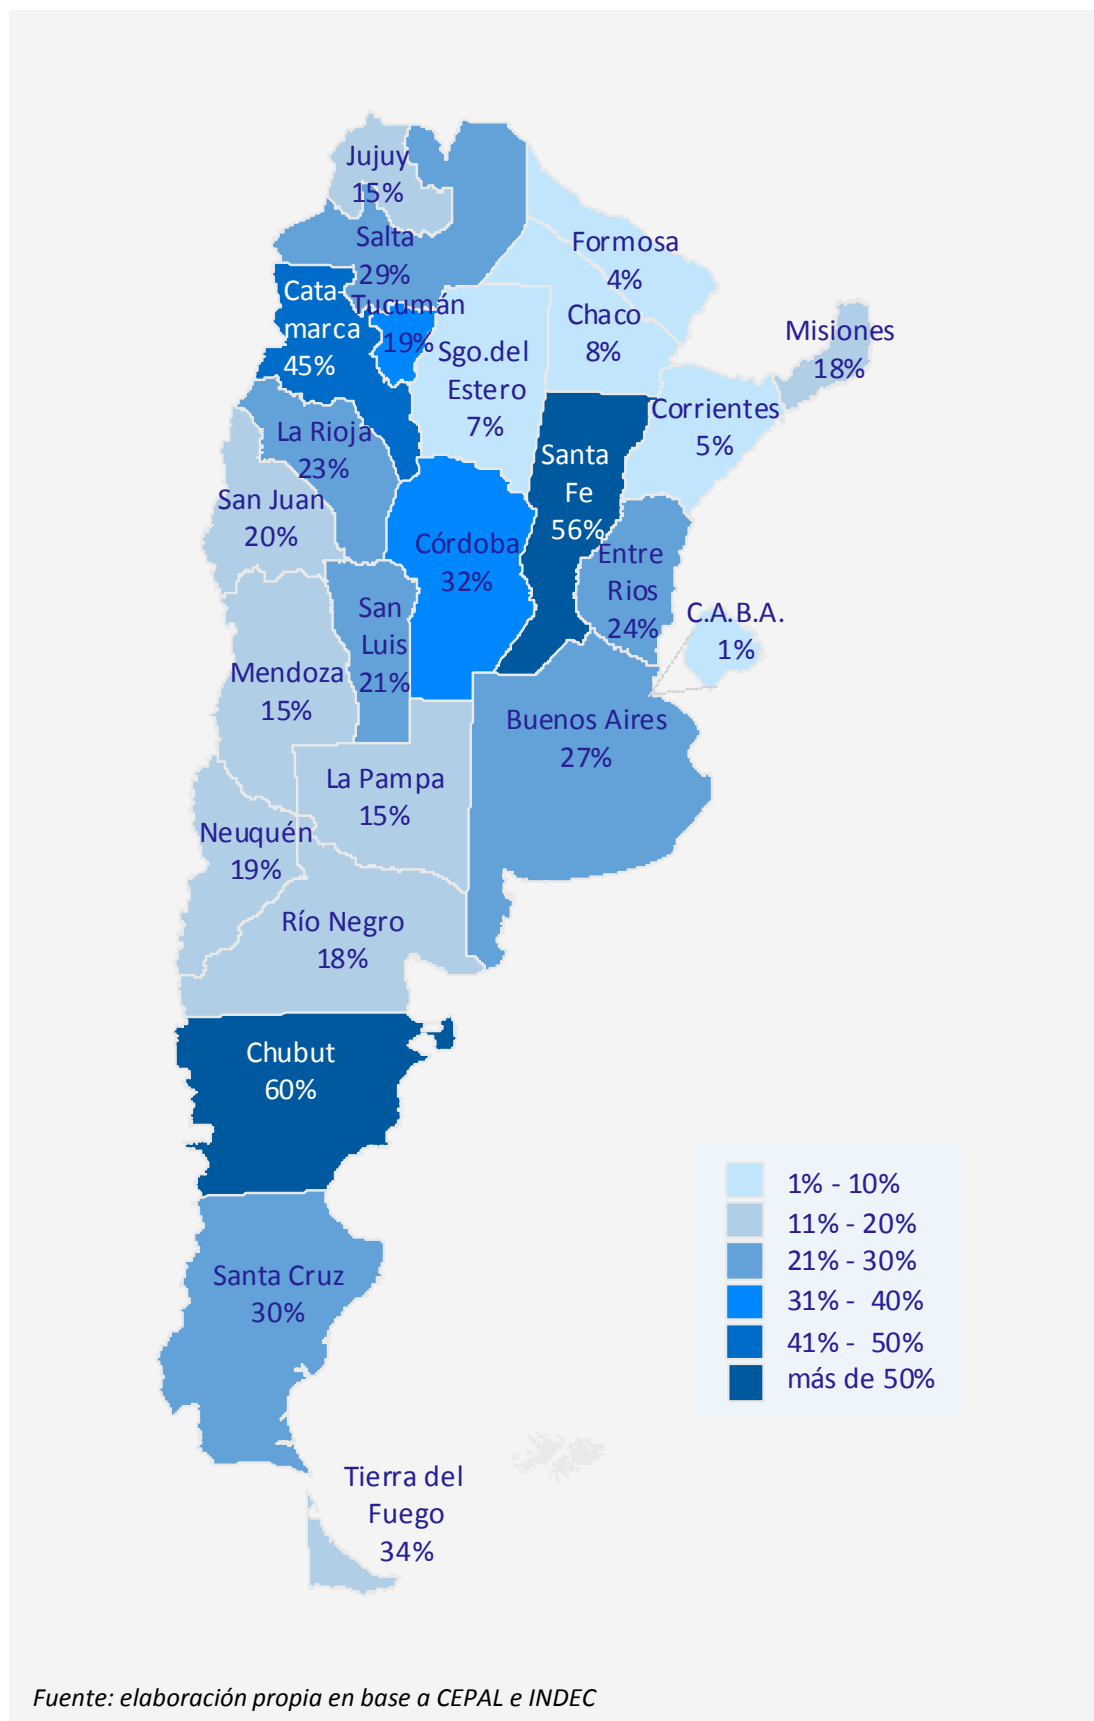 Jujuy
15%
Salta
29%
Cata-
marca
45%
Tucumán
19%
Formosa
4%
Chaco
8%
Misiones
18%
Sgo.del
Estero
7%
Corrientes
5%
La Rioja
23%
Santa
Fe
56%
San Juan
20%
Córdoba
32%
Entre
Rios
24%
C.A.B.A.
1%
San
Luis
21%
Mendoza
15%
Buenos Aires
27%
La Pampa
15%
Neuquén
19%
Río Negro
18%
Chubut
60%
Santa Cruz
30%
Tierra del
Fuego
34%
1% - 10%
11% - 20%
21% - 30%
31% -  40%
41% -  50%
más de 50%
Fuente: elaboración propia en base a CEPAL e INDEC